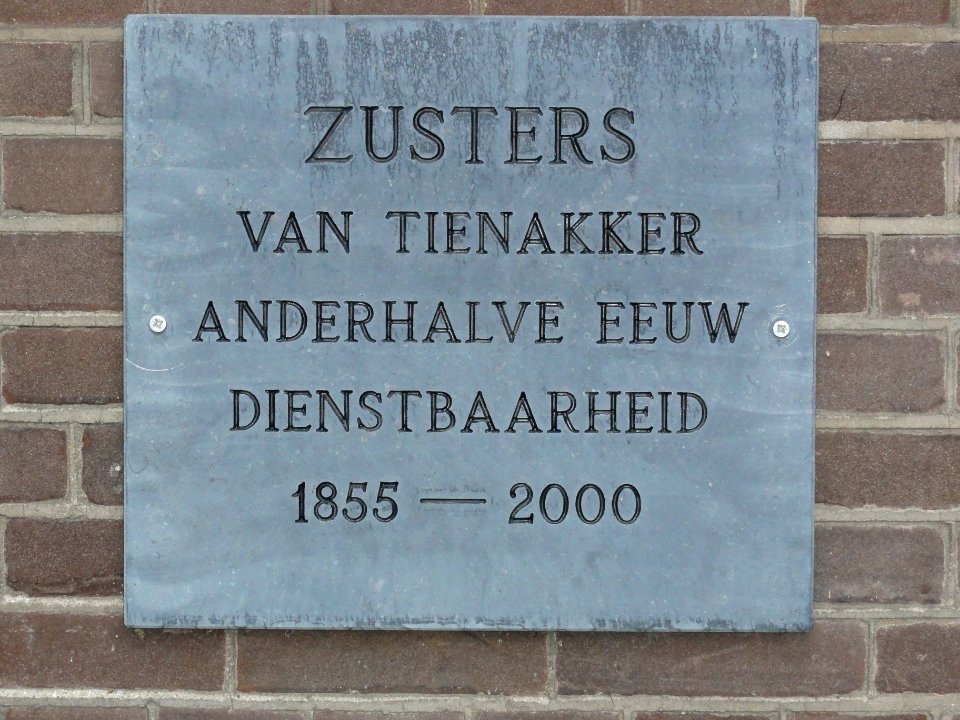 ZUSTERS
VAN TIENAKKER
ANDERHALVE EEUW
DIENSTBAARHEID
1855 — 2000